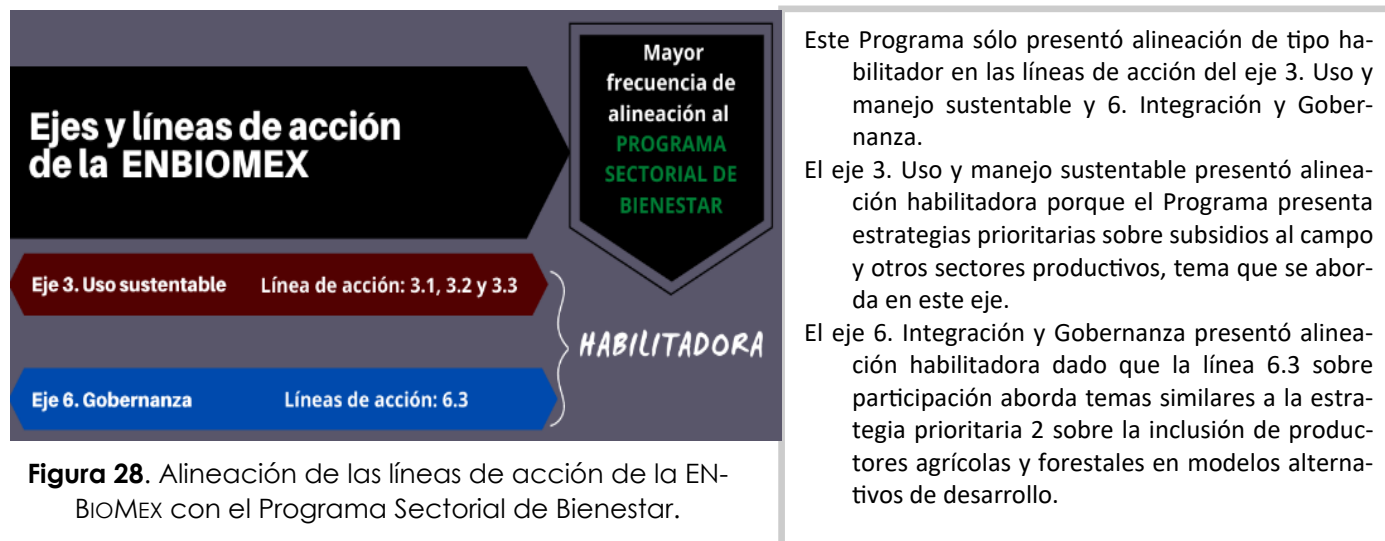 Ejes y líneas de acción
de la ENBIOMEX
Mayor
frecuencia de
alineación al
PROGRAMA
SECTORIAL DE
BIENESTAR
Eje 3. Uso sustentable Línea de acción: 3.1, 3.2 y 3.3
HABILITADORA
Eje 6. Gobernanza Líneas de acción: 6.3
Figura 28. Alineación de las líneas de acción de la EN-
BIOMEX con el Programa Sectorial de Bienestar.
Este Programa sólo presentó alineación de tipo ha-
bilitador en las líneas de acción del eje 3. Uso y
manejo sustentable y 6. Integración y Gober-
nanza.
El eje 3. Uso y manejo sustentable presentó alinea-
ción habilitadora porque el Programa presenta
estrategias prioritarias sobre subsidios al campo
y otros sectores productivos, tema que se abor-
da en este eje.
El eje 6. Integración y Gobernanza presentó alinea-
ción habilitadora dado que la línea 6.3 sobre
participación aborda temas similares a la estra-
tegia prioritaria 2 sobre la inclusión de produc-
tores agrícolas y forestales en modelos alterna-
tivos de desarrollo.